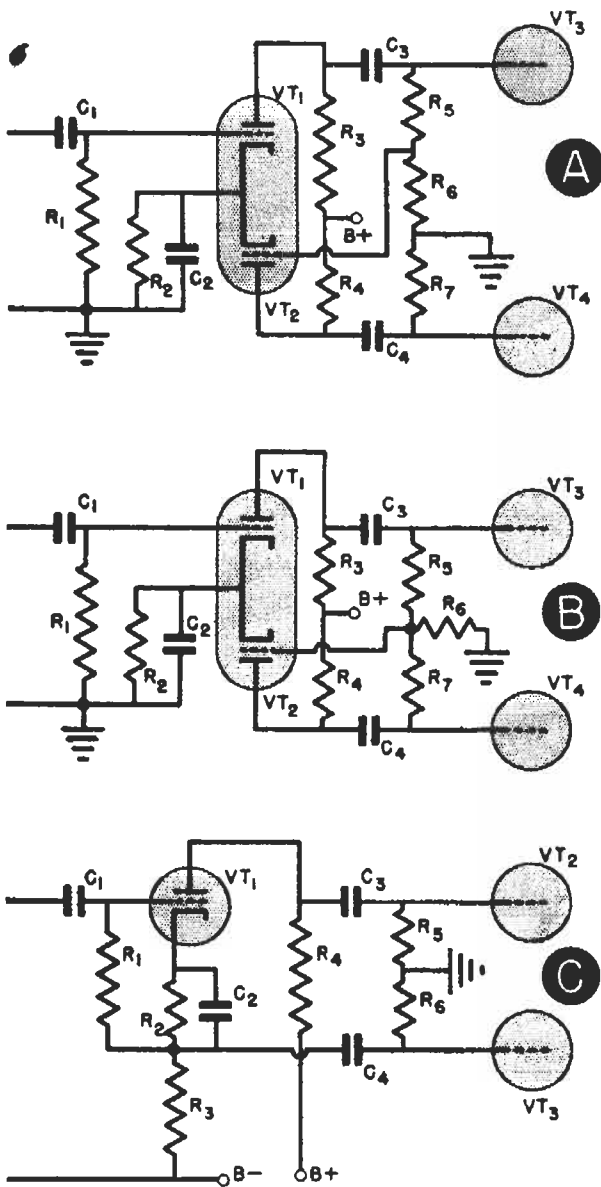 VT3
C3
VT1
C1
R5
R3
A
R6
R1
B+
R2
C2
R4
R7
VT2
VT4
C4
VT1
VT3
C1
C3
R3
R5
B+
R6
B
R1
C2
R2
R4
R7
VT2
VT4
C4
VT2
VT1
C1
C3
R5
R1
R4
C
C2
R6
R2
C4
R3
VT3
B-
B+